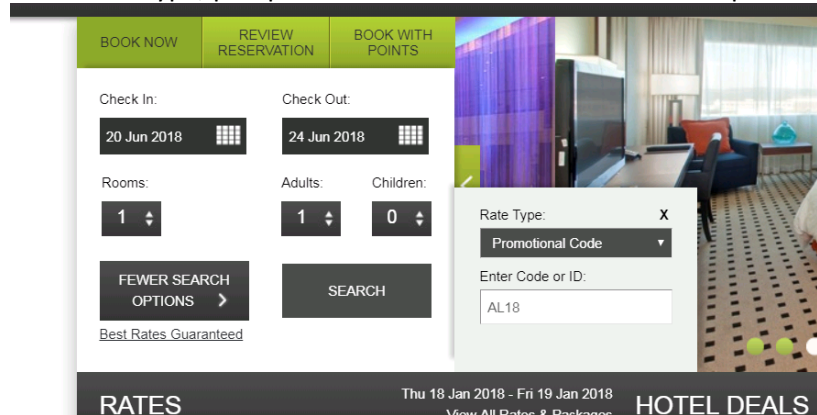 BOOK NOW
REVIEW
RESERVATION
BOOK WITH
POINTS
Check In:
Check Out:
20 Jun 2018
24 Jun 2018
Rooms:
Adults:
Children:
1
1
0
Rate Type:
X
Promotional Code
Enter Code or ID:
AL18
FEWER SEARCH
OPTIONS
SEARCH
Best Rates Guaranteed
RATES
Thu 18 Jan 2018 - Fri 19 Jan 2018
View All Rates & Packages
HOTEL DEALS